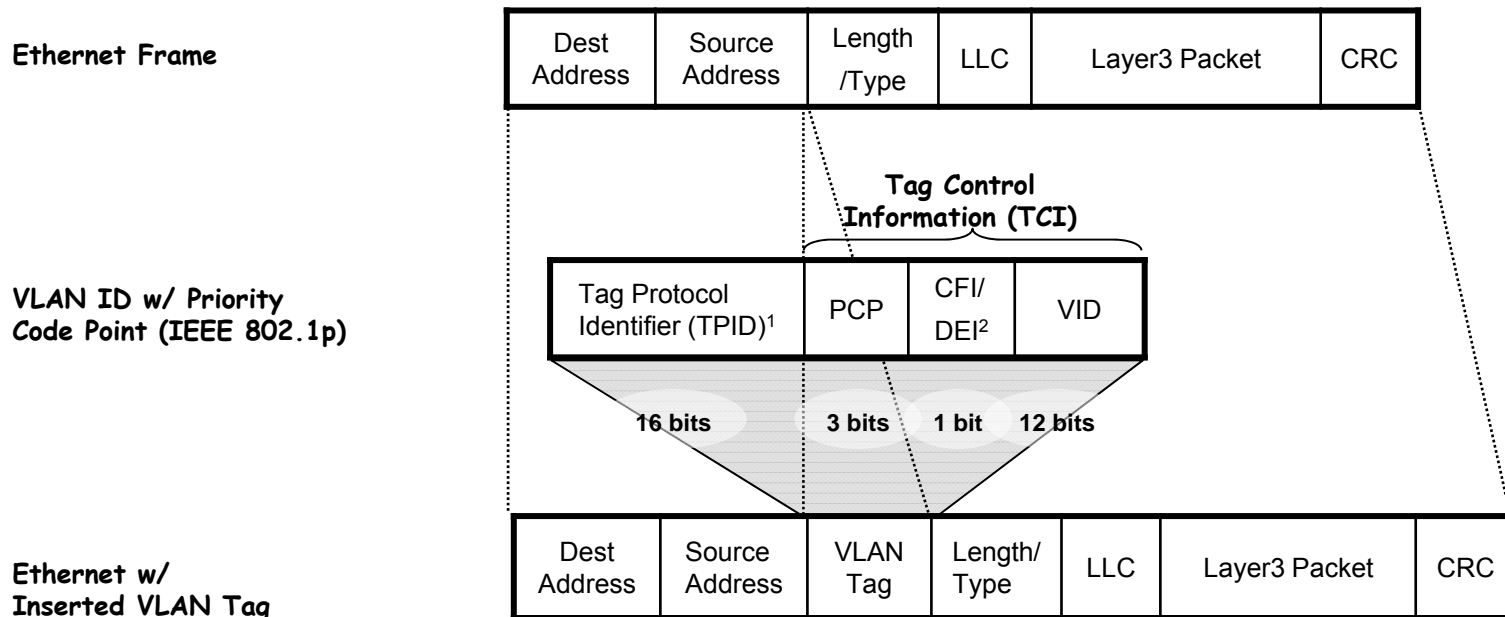 Ethernet Frame
Dest
Address
Source
Address
Length
/Type
LLC
Layer3 Packet
CRC
Tag Control
Information (TCI)
VLAN ID w/ Priority
Code Point (IEEE 802.1p)
Tag Protocol
Identifier (TPID)¹
PCP
CFI/
DEI²
VID
16 bits
3 bits
1 bit
12 bits
Ethernet w/
Inserted VLAN Tag
Dest
Address
Source
Address
VLAN
Tag
Length/
Type
LLC
Layer3 Packet
CRC